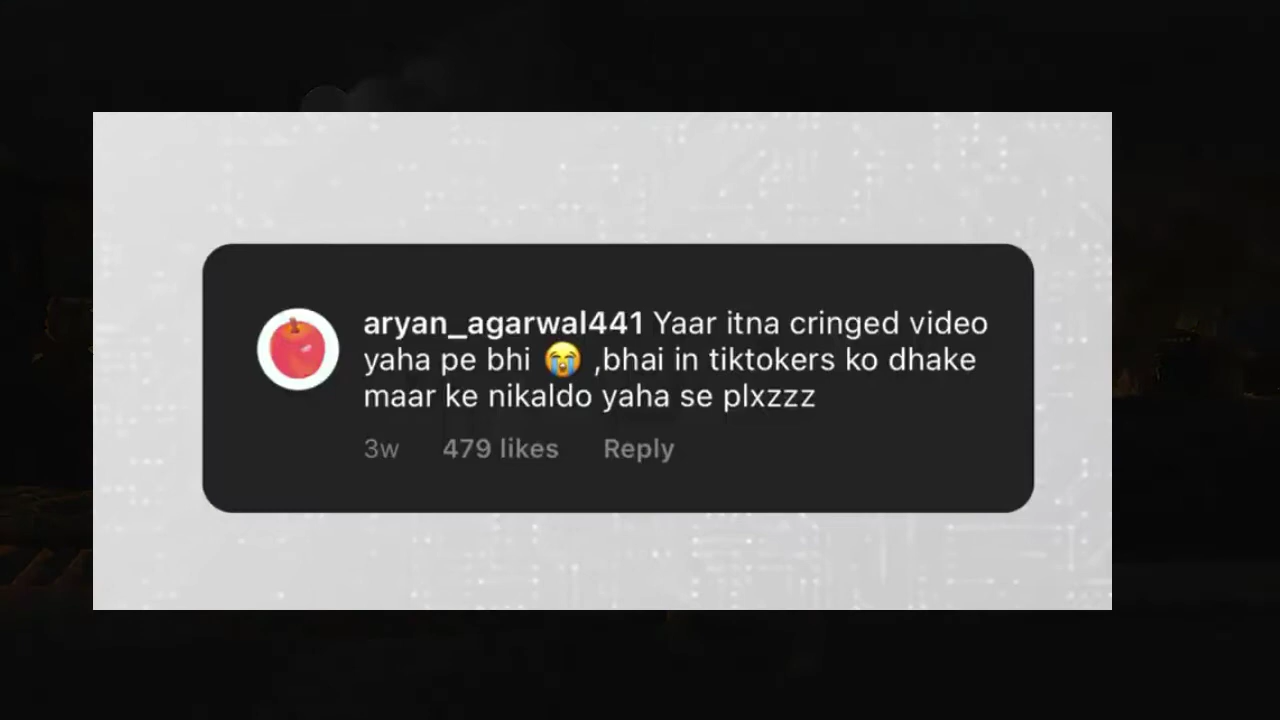 aryan_agarwal441 Yaar itna cringed video
yaha pe bhi 😭 ,bhai in tiktokers ko dhake
maar ke nikaldo yaha se plxzzz
3w 479 likes Reply